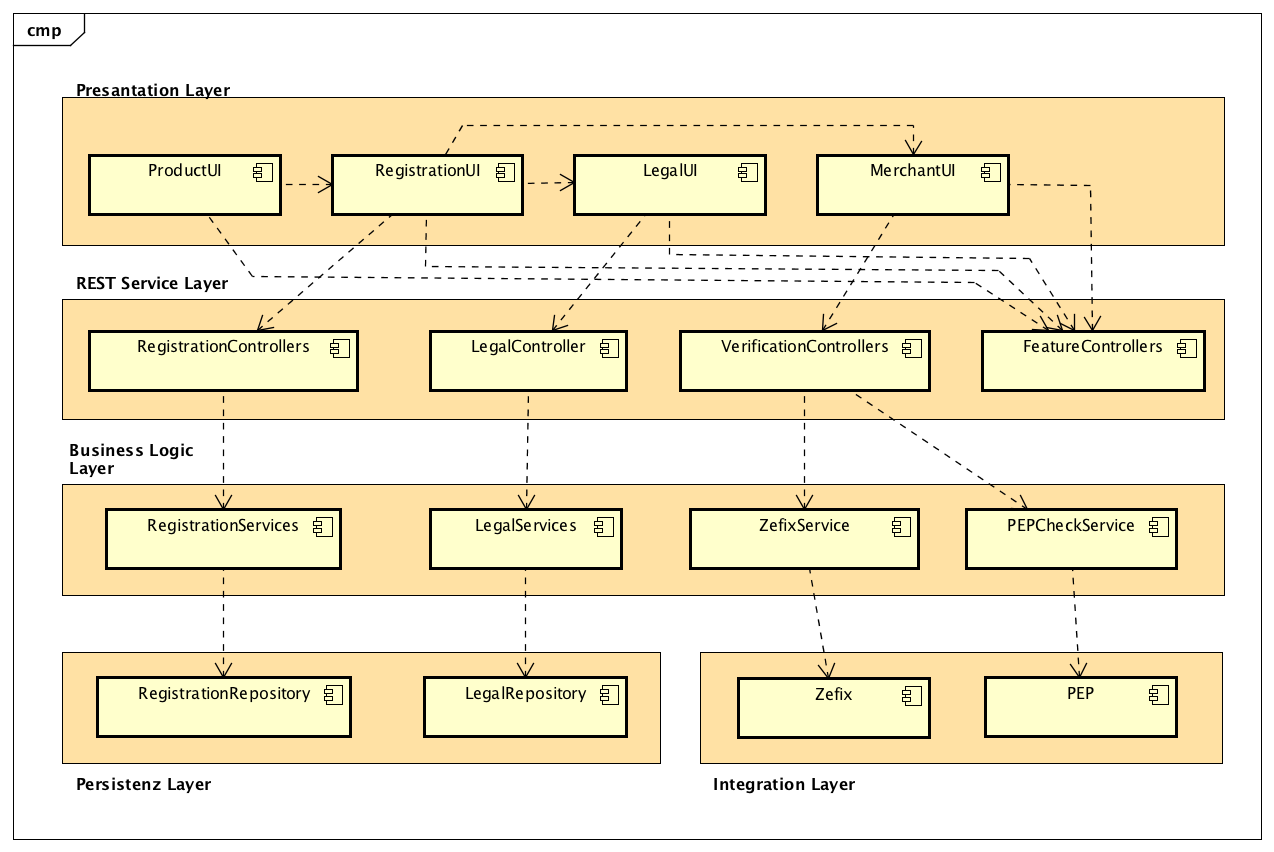 cmp
Presantation Layer
ProductUI
RegistrationUI
LegalUI
MerchantUI
REST Service Layer
RegistrationControllers
LegalController
VerificationControllers
FeatureControllers
Business Logic
Layer
RegistrationServices
LegalServices
ZefixService
PEPCheckService
RegistrationRepository
LegalRepository
Zefix
PEP
Persistenz Layer
Integration Layer